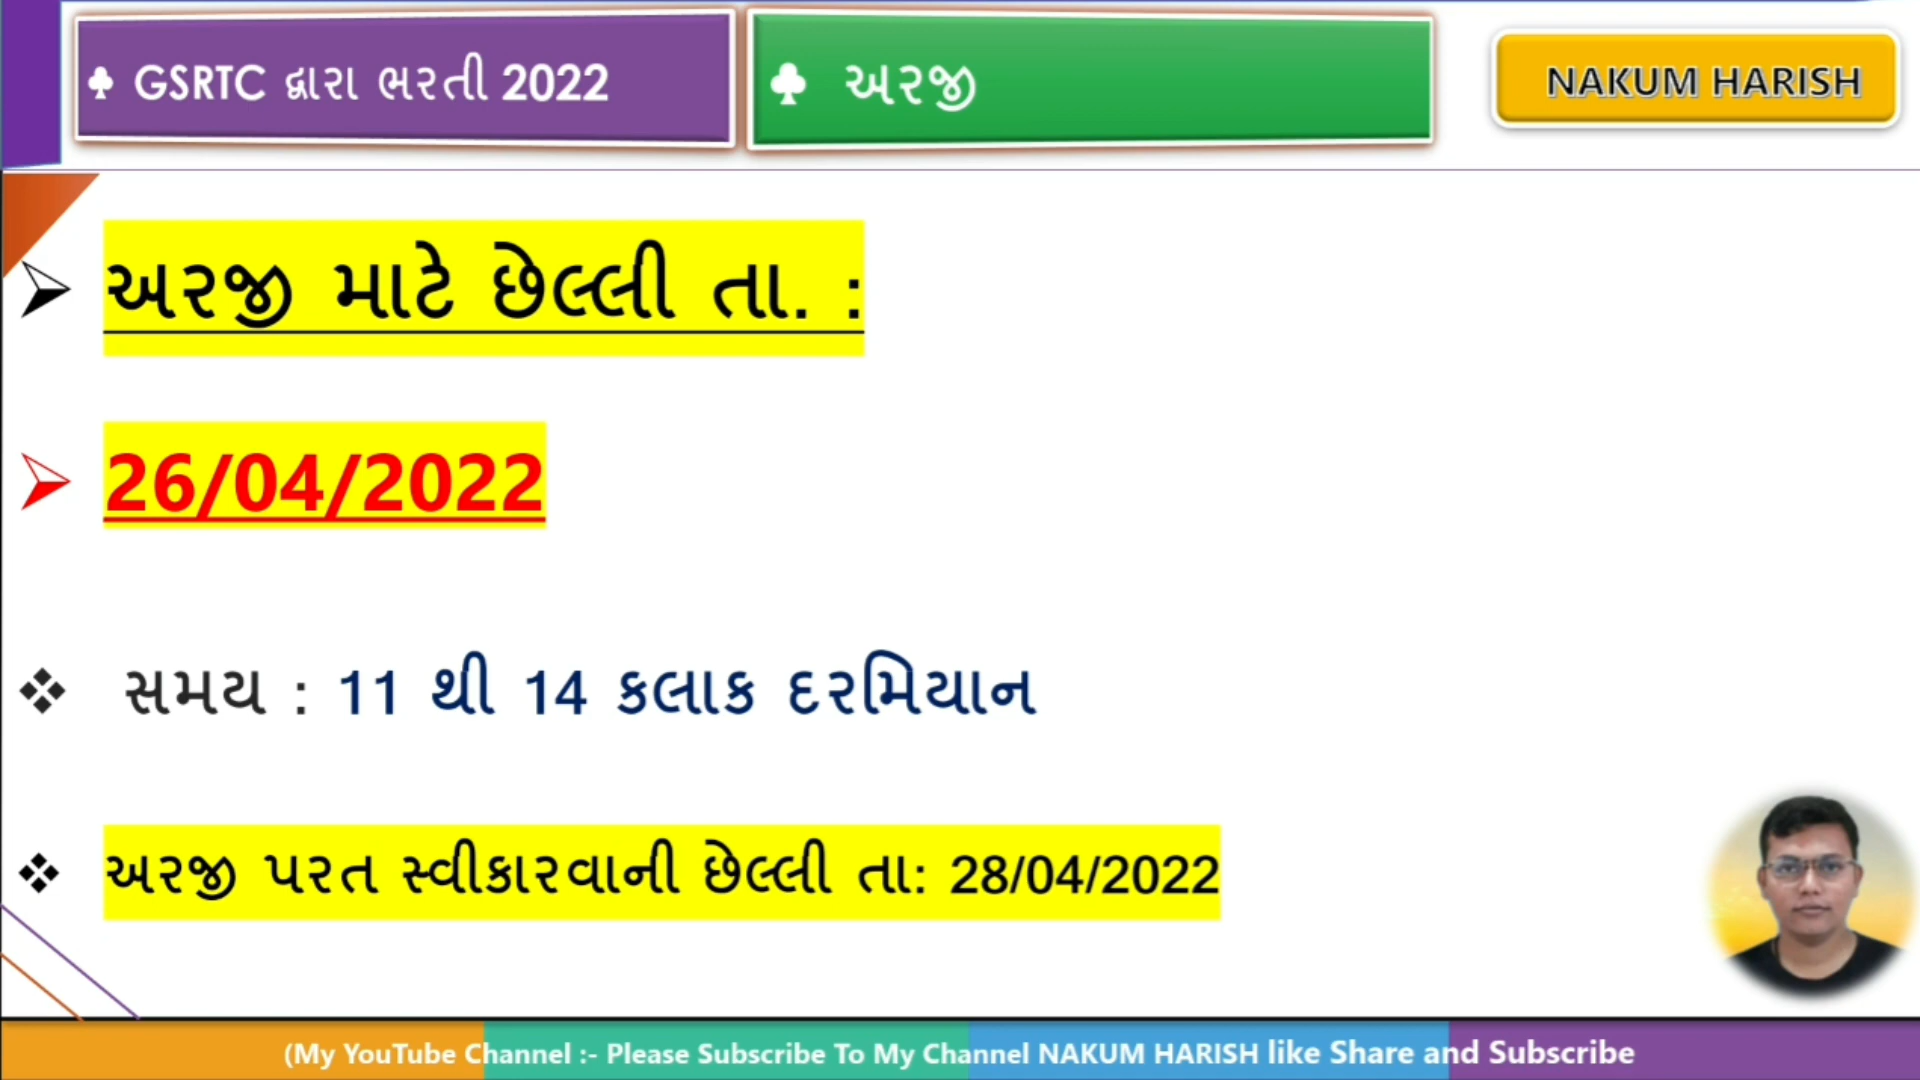 ♣ GSRTC દ્વારા ભરતી 2022
♣ અરજી
NAKUM HARISH
➢ અરજી માટે છેલ્લી તા. :
➢ 26/04/2022
❖ સમય : 11 થી 14 કલાક દરમિયાન
❖ અરજી પરત સ્વીકારવાની છેલ્લી તા: 28/04/2022
(My YouTube Channel :- Please Subscribe To My Channel NAKUM HARISH like Share and Subscribe